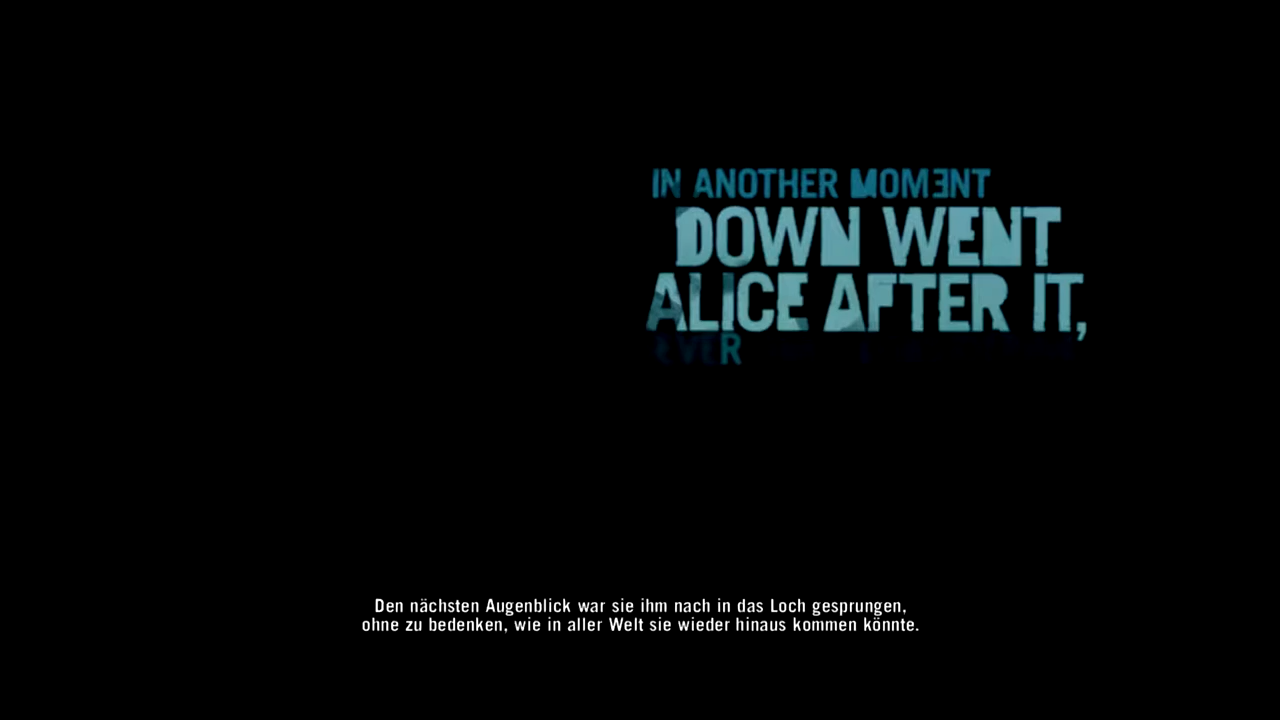 IN ANOTHER MOMENT
DOWN WENT
ALICE AFTER IT,
EVER
Den nächsten Augenblick war sie ihm nach in das Loch gesprungen,
ohne zu bedenken, wie in aller Welt sie wieder hinaus kommen könnte.